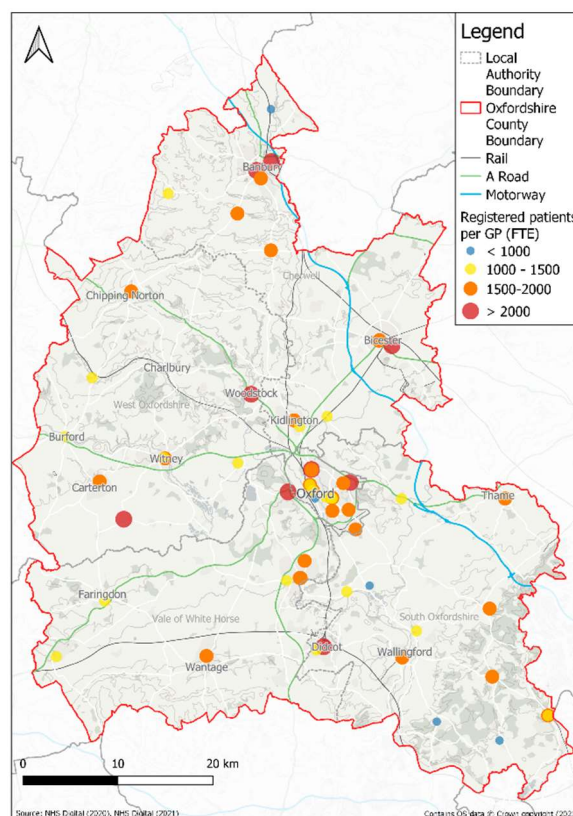 Legend
Local
Authority
Boundary
Oxfordshire
County
Boundary
Rail
A Road
Motorway
Registered patients
per GP (FTE)
< 1000
1000 - 1500
1500-2000
> 2000
Banbury
Cherwell
Chipping Norton
Bicester
Charlbury
Woodstock
West Oxfordshire
Kidlington
Burford
Witney
Carterton
Oxford
Thame
Faringdon
Vale of White Horse
South Oxfordshire
Didcot
Wallingford
Wantage
0 10 20 km
Source: NHS Digital (2020), NHS Digital (2021)
Contains OS data © Crown copyright